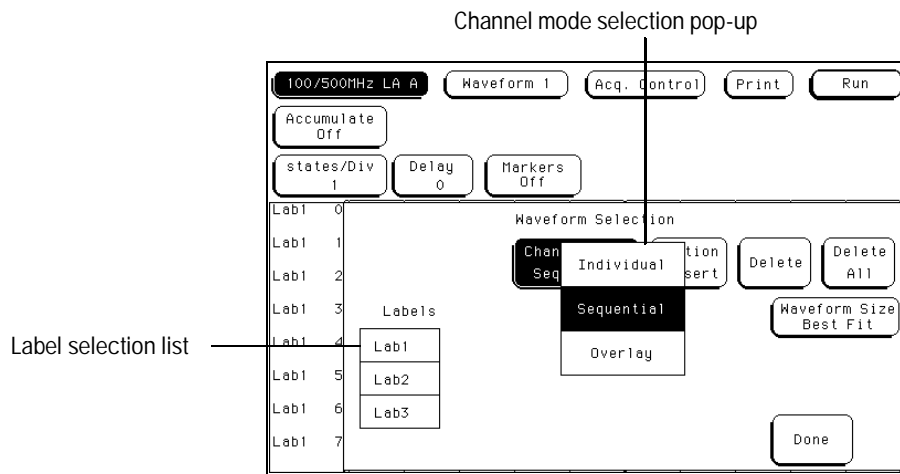 Channel mode selection pop-up
100/500MHz LA A Waveform 1 Acq. Control Print Run
Accumulate
Off
states/Div Delay Markers
1 0 Off
Lab1 0
Waveform Selection
Lab1 1
Chan tion Delete Delete
Seq sert All
Individual
Lab1 2
Sequential
Waveform Size
Best Fit
Lab1 3
Labels
Overlay
Label selection list
Lab1 4
Lab1
Lab1 5
Lab2
Lab1 6
Lab3
Lab1 7
Done